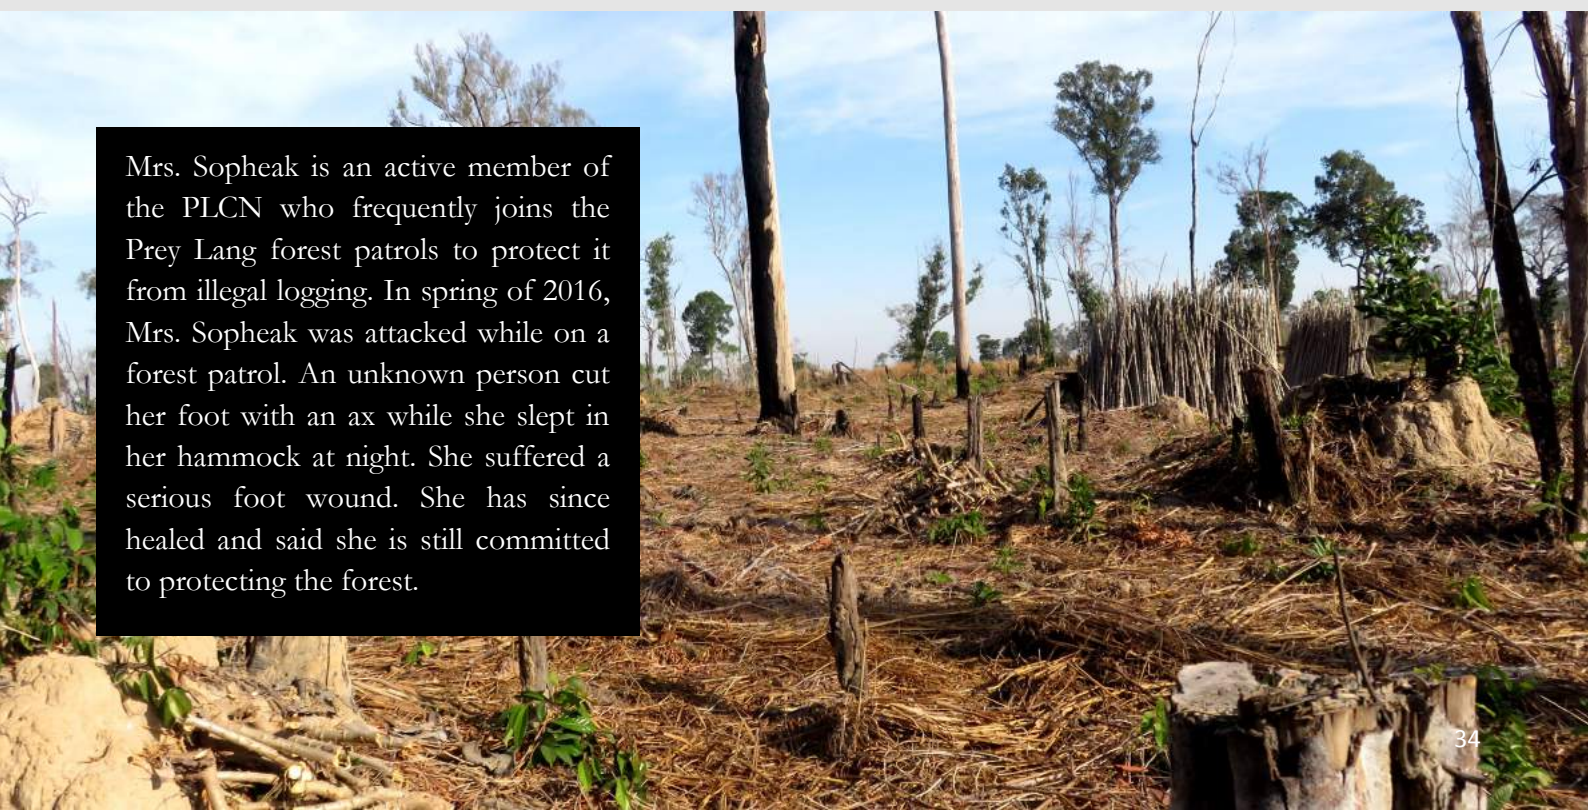 Mrs. Sopheak is an active member of
the PLCN who frequently joins the
Prey Lang forest patrols to protect it
from illegal logging. In spring of 2016,
Mrs. Sopheak was attacked while on a
forest patrol. An unknown person cut
her foot with an ax while she slept in
her hammock at night. She suffered a
serious foot wound. She has since
healed and said she is still committed
to protecting the forest.
34